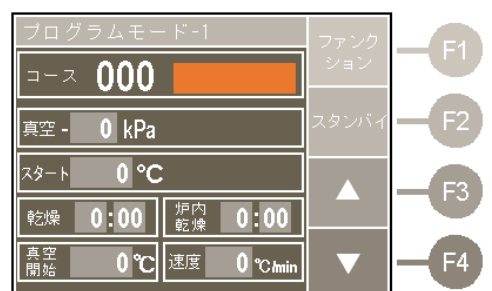 プログラムモード-1
コース 000
真空 - 0 kPa
スタート 0 ℃
乾燥 0:00 炉内乾燥 0:00
真空開始 0℃ 速度 0 ℃/min
ファンクション
スタンバイ
▲
▼
F1
F2
F3
F4